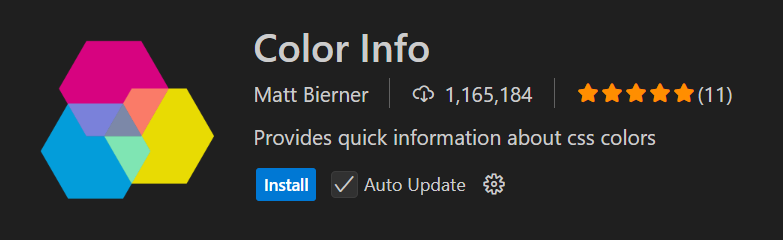 Color Info
Matt Bierner 1,165,184 (11)
Provides quick information about css colors
Install Auto Update